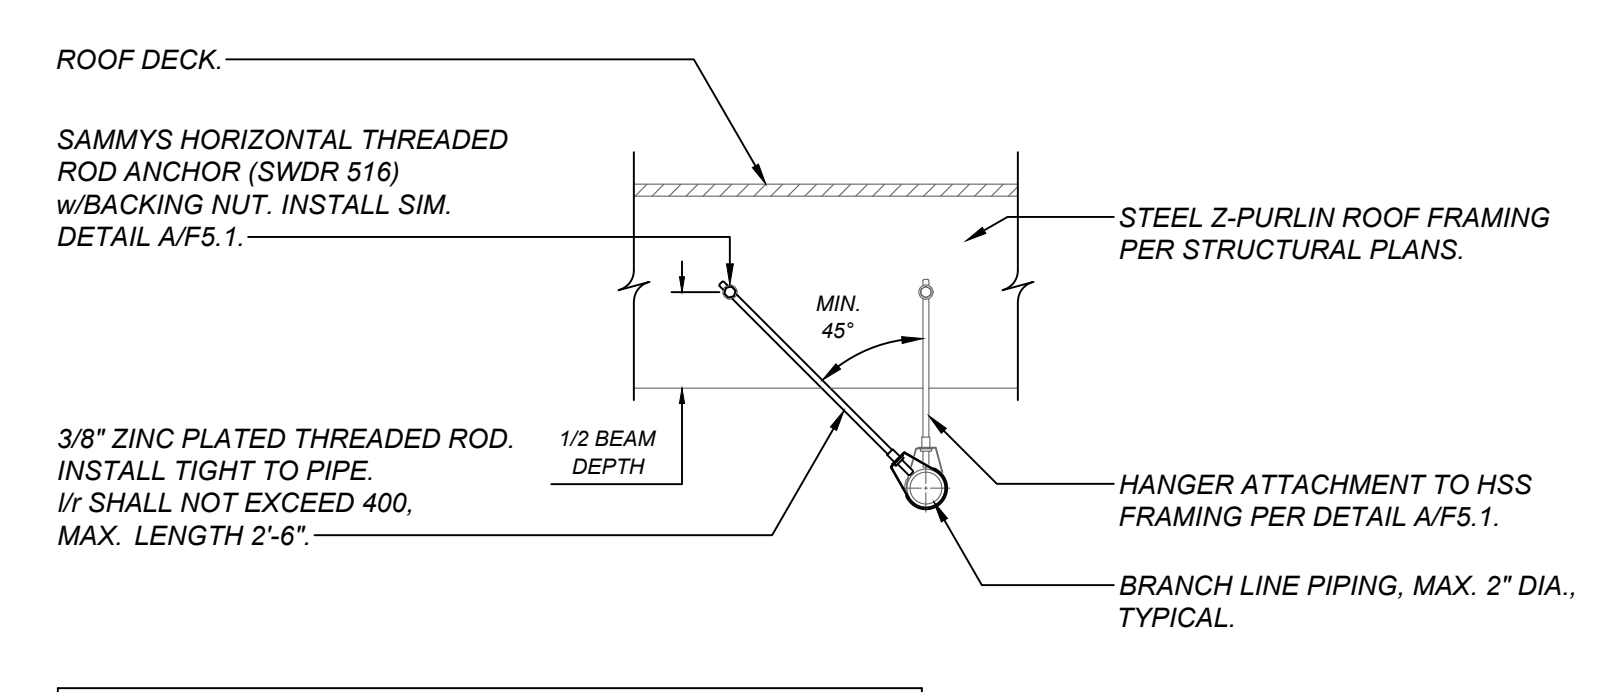 ROOF DECK.
SAMMYS HORIZONTAL THREADED
ROD ANCHOR (SWDR 516)
w/BACKING NUT. INSTALL SIM.
DETAIL A/F5.1.
STEEL Z-PURLIN ROOF FRAMING
PER STRUCTURAL PLANS.
MIN.
45°
3/8" ZINC PLATED THREADED ROD.
INSTALL TIGHT TO PIPE.
l/r SHALL NOT EXCEED 400,
MAX. LENGTH 2'-6".
1/2 BEAM
DEPTH
HANGER ATTACHMENT TO HSS
FRAMING PER DETAIL A/F5.1.
BRANCH LINE PIPING, MAX. 2" DIA.,
TYPICAL.